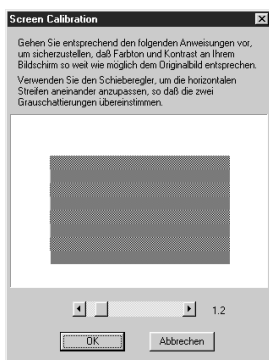 Screen Calibration
Gehen Sie entsprechend den folgenden Anweisungen vor,
um sicherzustellen, daß Farbton und Kontrast an Ihrem
Bildschirm so weit wie möglich dem Originalbild entsprechen.
Verwenden Sie den Schieberegler, um die horizontalen
Streifen aneinander anzupassen, so daß die zwei
Grauschattierungen übereinstimmen.
1.2
OK
Abbrechen